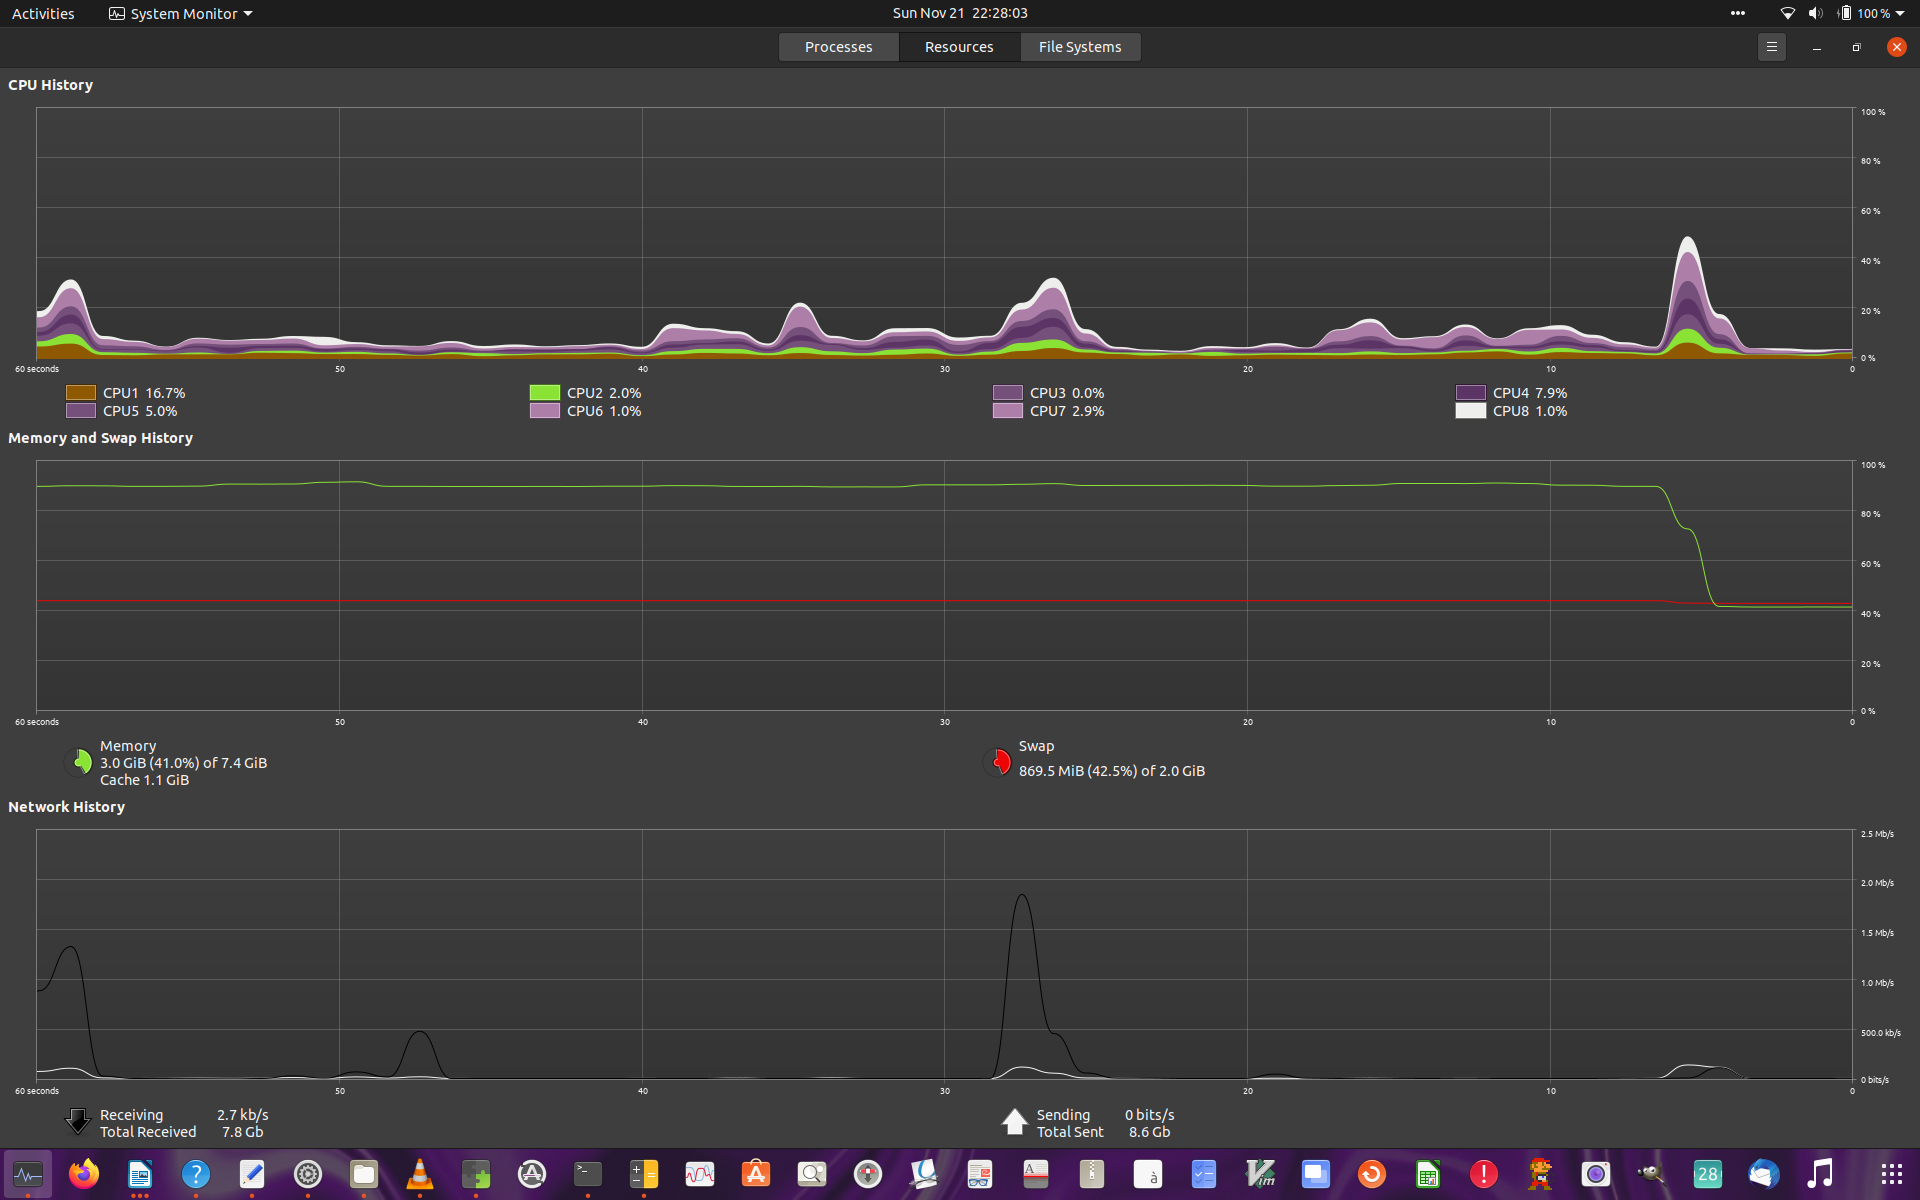 Activities System Monitor Sun Nov 21 22:28:03 100 %
Processes Resources File Systems
CPU History
100 %
80 %
60 %
40 %
20 %
0 %
60 seconds 50 40 30 20 10 0
CPU1 16.7% CPU2 2.0% CPU3 0.0% CPU4 7.9%
CPU5 5.0% CPU6 1.0% CPU7 2.9% CPU8 1.0%
Memory and Swap History
100 %
80 %
60 %
40 %
20 %
0 %
60 seconds 50 40 30 20 10 0
Memory
3.0 GiB (41.0%) of 7.4 GiB
Cache 1.1 GiB
Swap
869.5 MiB (42.5%) of 2.0 GiB
Network History
2.5 Mb/s
2.0 Mb/s
1.5 Mb/s
1.0 Mb/s
500.0 kb/s
0 bits/s
60 seconds 50 40 30 20 10 0
Receiving 2.7 kb/s
Total Received 7.8 Gb
Sending 0 bits/s
Total Sent 8.6 Gb
? >_ A à Vim ! 28